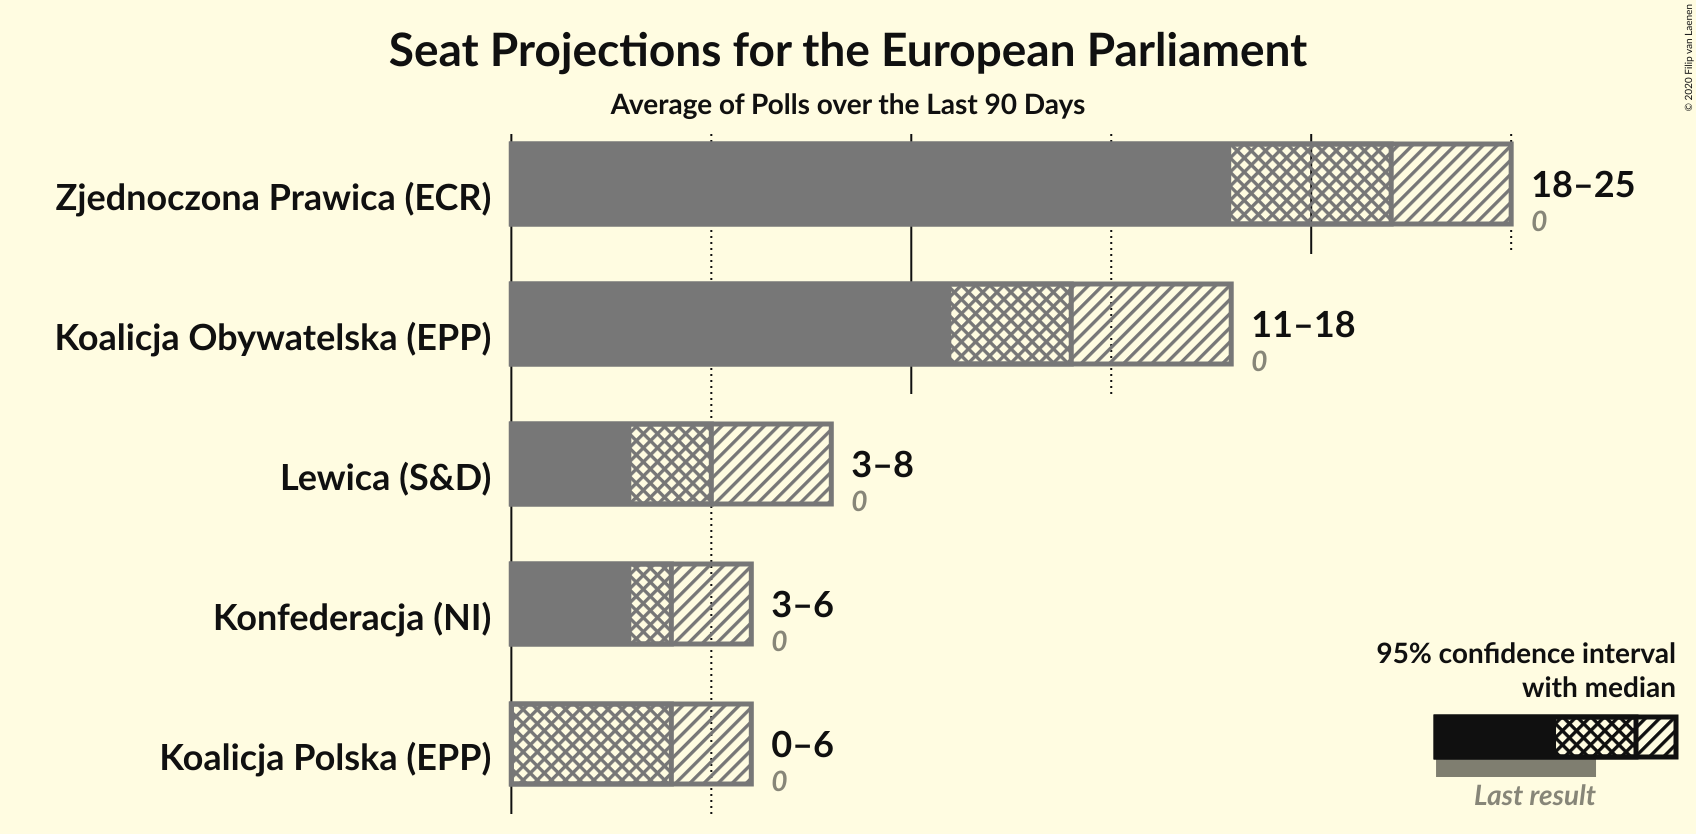 Seat Projections for the European Parliament
Average of Polls over the Last 90 Days
© 2020 Filip van Laenen
Zjednoczona Prawica (ECR)
18–25
0
Koalicja Obywatelska (EPP)
11–18
0
Lewica (S&D)
3–8
0
Konfederacja (NI)
3–6
0
Koalicja Polska (EPP)
0–6
0
95% confidence interval
with median
Last result